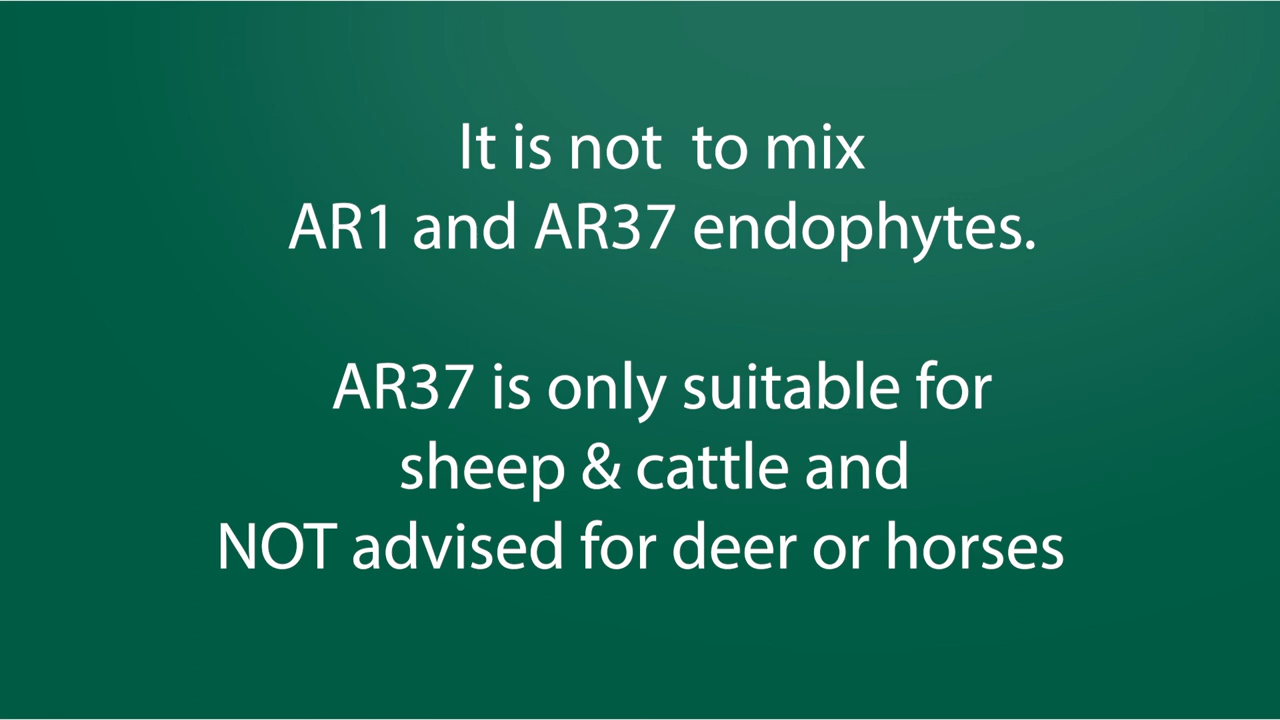 It is not  to mix
AR1 and AR37 endophytes.
AR37 is only suitable for
sheep & cattle and
NOT advised for deer or horses